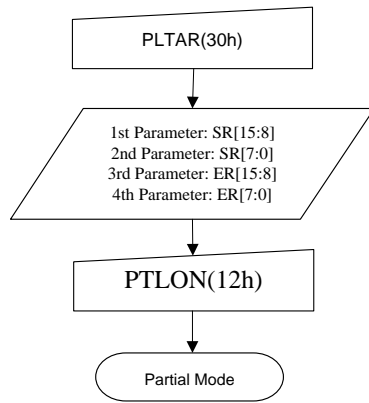 PLTAR(30h)
1st Parameter: SR[15:8]
2nd Parameter: SR[7:0]
3rd Parameter: ER[15:8]
4th Parameter: ER[7:0]
PTLON(12h)
Partial Mode